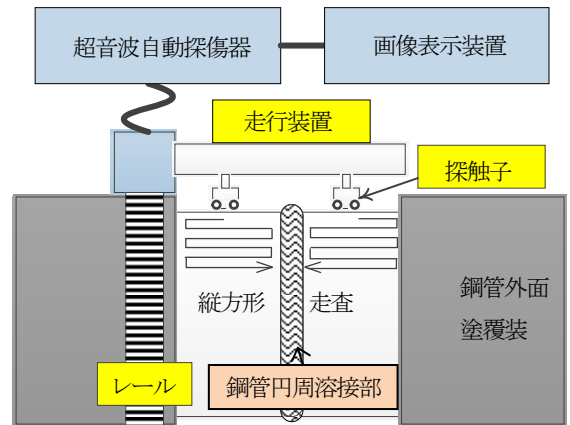 超音波自動探傷器
画像表示装置
走行装置
探触子
縦方形
走査
鋼管外面
塗覆装
レール
鋼管円周溶接部